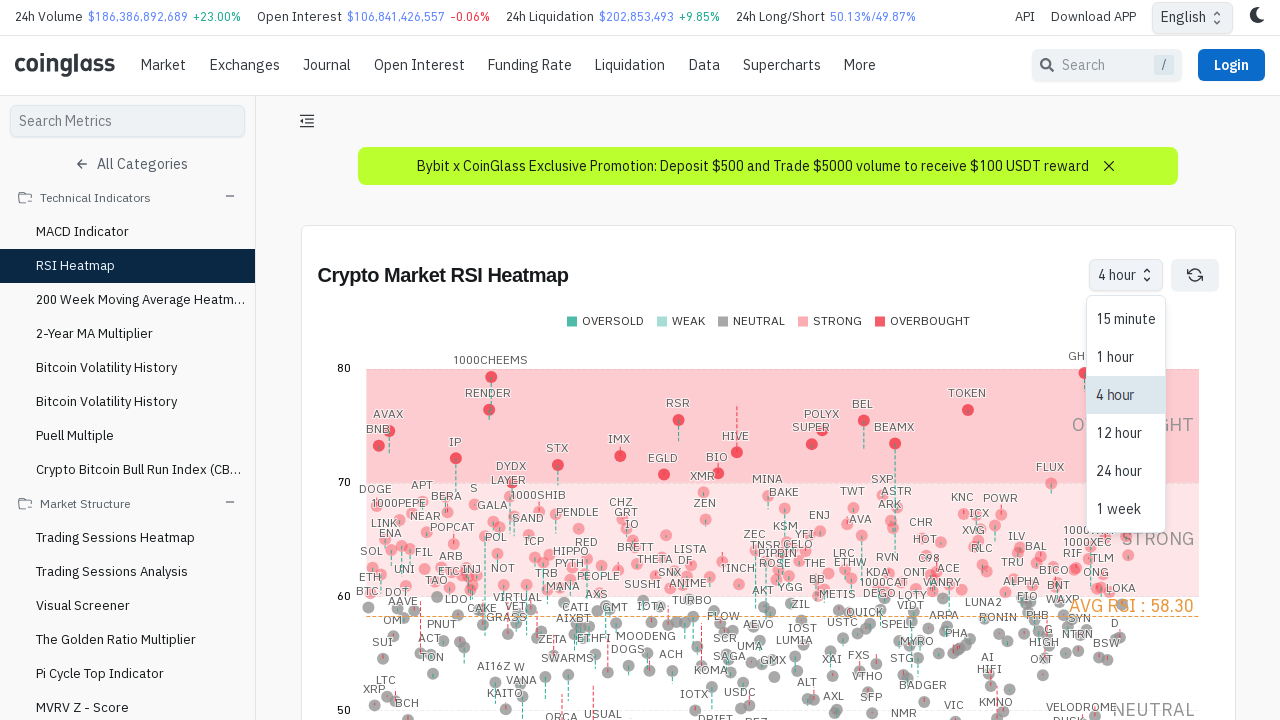 24h Volume $186,386,892,689 +23.00% Open Interest $106,841,426,557 -0.06% 24h Liquidation $202,853,493 +9.85% 24h Long/Short 50.13%/49.87% API Download APP English
coinglass Market Exchanges Journal Open Interest Funding Rate Liquidation Data Supercharts More Search / Login
Search Metrics
All Categories
Technical Indicators
MACD Indicator
RSI Heatmap
200 Week Moving Average Heatm...
2-Year MA Multiplier
Bitcoin Volatility History
Bitcoin Volatility History
Puell Multiple
Crypto Bitcoin Bull Run Index (CB...
Market Structure
Trading Sessions Heatmap
Trading Sessions Analysis
Visual Screener
The Golden Ratio Multiplier
Pi Cycle Top Indicator
MVRV Z - Score
Bybit x CoinGlass Exclusive Promotion: Deposit $500 and Trade $5000 volume to receive $100 USDT reward
Crypto Market RSI Heatmap
4 hour
15 minute
1 hour
4 hour
12 hour
24 hour
1 week
OVERSOLD WEAK NEUTRAL STRONG OVERBOUGHT
80
1000CHEEMS
RENDER TOKEN
AVAX RSR BEL POLYX
BNB SUPER BEAMX
IP IMX HIVE
STX EGLD BIO
DYDX XMR FLUX
70
DOGE APT LAYER S MINA SXP
1000PEPE BERA 1000SHIB BAKE TWT ASTR
GALA CHZ ZEN ARK KNC POWR
LINK NEAR SAND PENDLE GRT ENJ AVA ICX
ENA POPCAT POL IO KSM CHR XVG
TCP RED ZEC YFI HOT ILV
SOL FIL HIPPO BRETT LISTA TNSR CELO RLC BAL RIF
STRONG
ARB PYTH THETA DF PIPPIN LRC RVN C98 TLM
UNI ETC INJ NOT TRB PEOPLE SNX 1INCH ROSE THE ETHW KDA ONT ACE TRU BICO ONG
ETH TAO MANA SUSHI ANIME BB 1000CAT VANRY ALPHA BNT
BTC DOT AXS AKT YGG METIS DEGO LQTY LOKA
60
AAVE LDO VIRTUAL TURBO ZIL VIDT LUNA2 FIO WAXP
AVG RSI : 58.30
CAKE VET CATI GMT IOTA QUICK
OM GRASS AIXBT FLOW ARPA RONIN PHB SYN
PNUT AEVO IOST USTC SPELL G D
SUI ACT ZETA ETHFI MOODENG SCR LUMIA MYRO PHA HIGH NTRN
DOGS UMA BSW
TON SWARMS ACH SAGA GMX XAI FXS STG AI OXT
AI16Z W KOMA HIFI
LTC VANA ALT VTHO BADGER
XRP KAITO IOTX USDC AXL SFP
BCH VIC KMNO VELODROME
50
ORCA USUAL DRIFT NMR
NEUTRAL